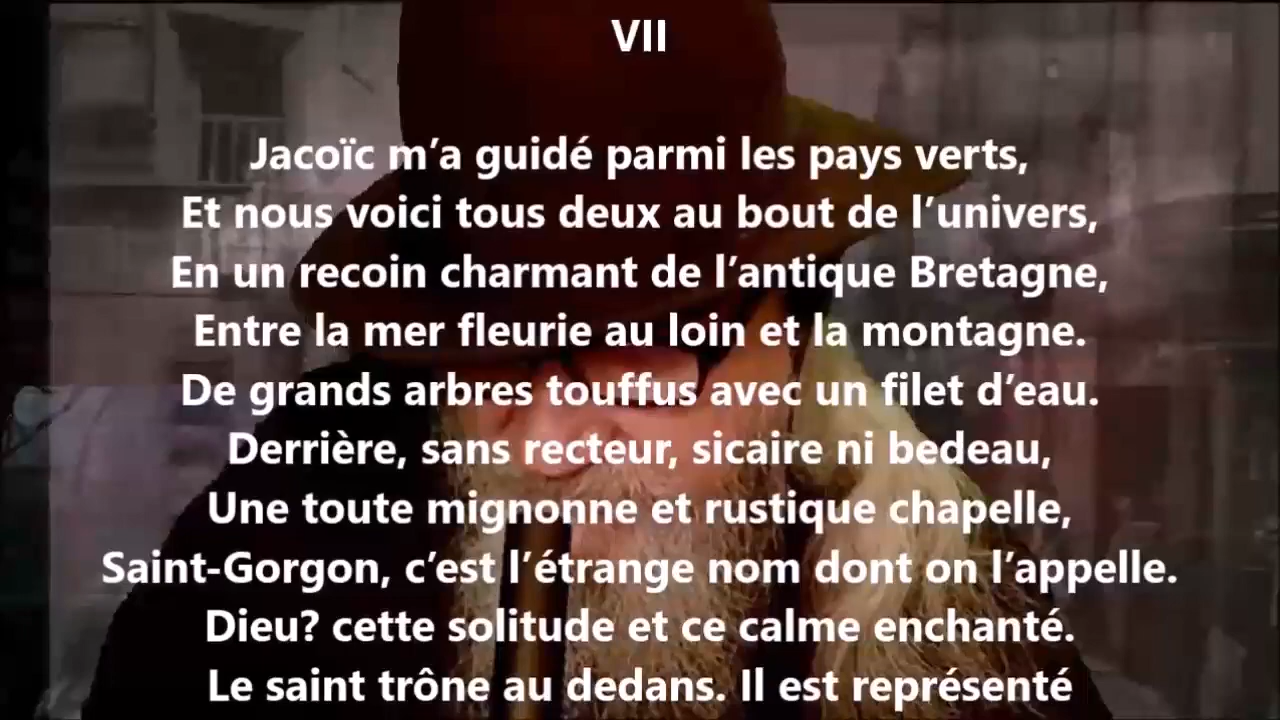 VII
Jacoïc m’a guidé parmi les pays verts,
Et nous voici tous deux au bout de l’univers,
En un recoin charmant de l’antique Bretagne,
Entre la mer fleurie au loin et la montagne.
De grands arbres touffus avec un filet d’eau.
Derrière, sans recteur, sicaire ni bedeau,
Une toute mignonne et rustique chapelle,
Saint-Gorgon, c’est l’étrange nom dont on l’appelle.
Dieu? cette solitude et ce calme enchanté.
Le saint trône au dedans. Il est représenté